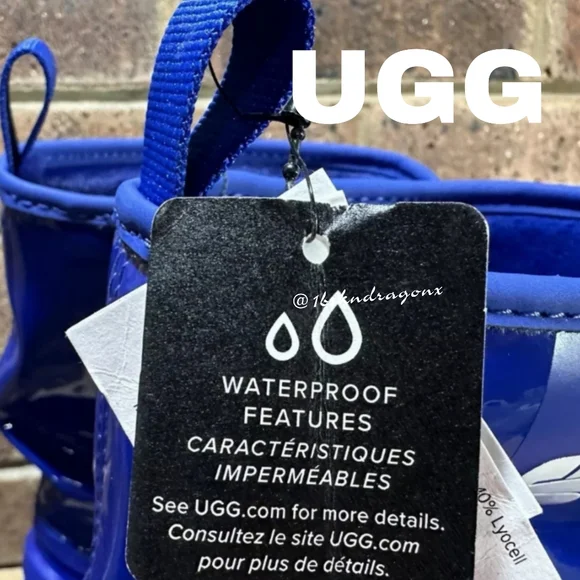 UGG
WATERPROOF
FEATURES
CARACTÉRISTIQUES
IMPERMÉABLES
See UGG.com for more details.
Consultez le site UGG.com
pour plus de détails.
40% Lyocell